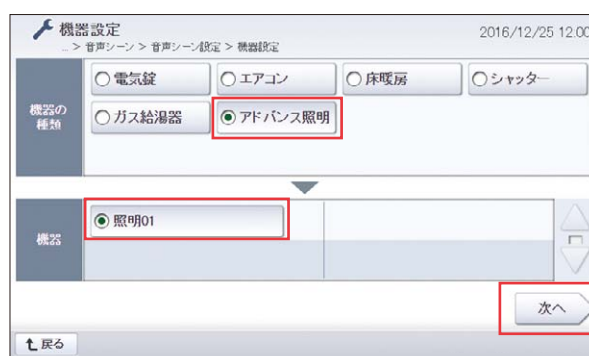 機器設定
2016/12/25 12:00
... > 音声シーン > 音声シーン設定 > 機器設定
機器の
種類
電気錠
エアコン
床暖房
シャッター
ガス給湯器
アドバンス照明
機器
照明01
次へ
戻る